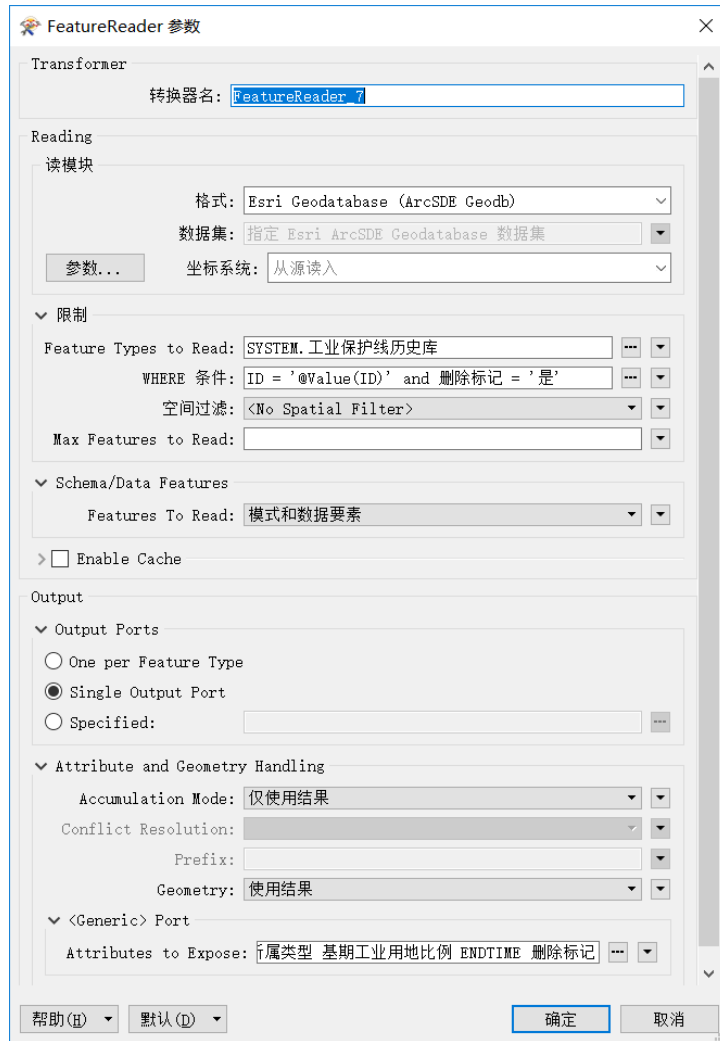 FeatureReader 参数
Transformer
转换器名: FeatureReader_7
Reading
读模块
格式: Esri Geodatabase (ArcSDE Geodb)
数据集: 指定 Esri ArcSDE Geodatabase 数据集
参数... 坐标系统: 从源读入
限制
Feature Types to Read: SYSTEM.工业保护线历史库
WHERE 条件: ID = '@Value(ID)' and 删除标记 = '是'
空间过滤: <No Spatial Filter>
Max Features to Read:
Schema/Data Features
Features To Read: 模式和数据要素
Enable Cache
Output
Output Ports
One per Feature Type
Single Output Port
Specified:
Attribute and Geometry Handling
Accumulation Mode: 仅使用结果
Conflict Resolution:
Prefix:
Geometry: 使用结果
<Generic> Port
Attributes to Expose: 属类型 基期工业用地比例 ENDTIME 删除标记
帮助(H) 默认(D) 确定 取消